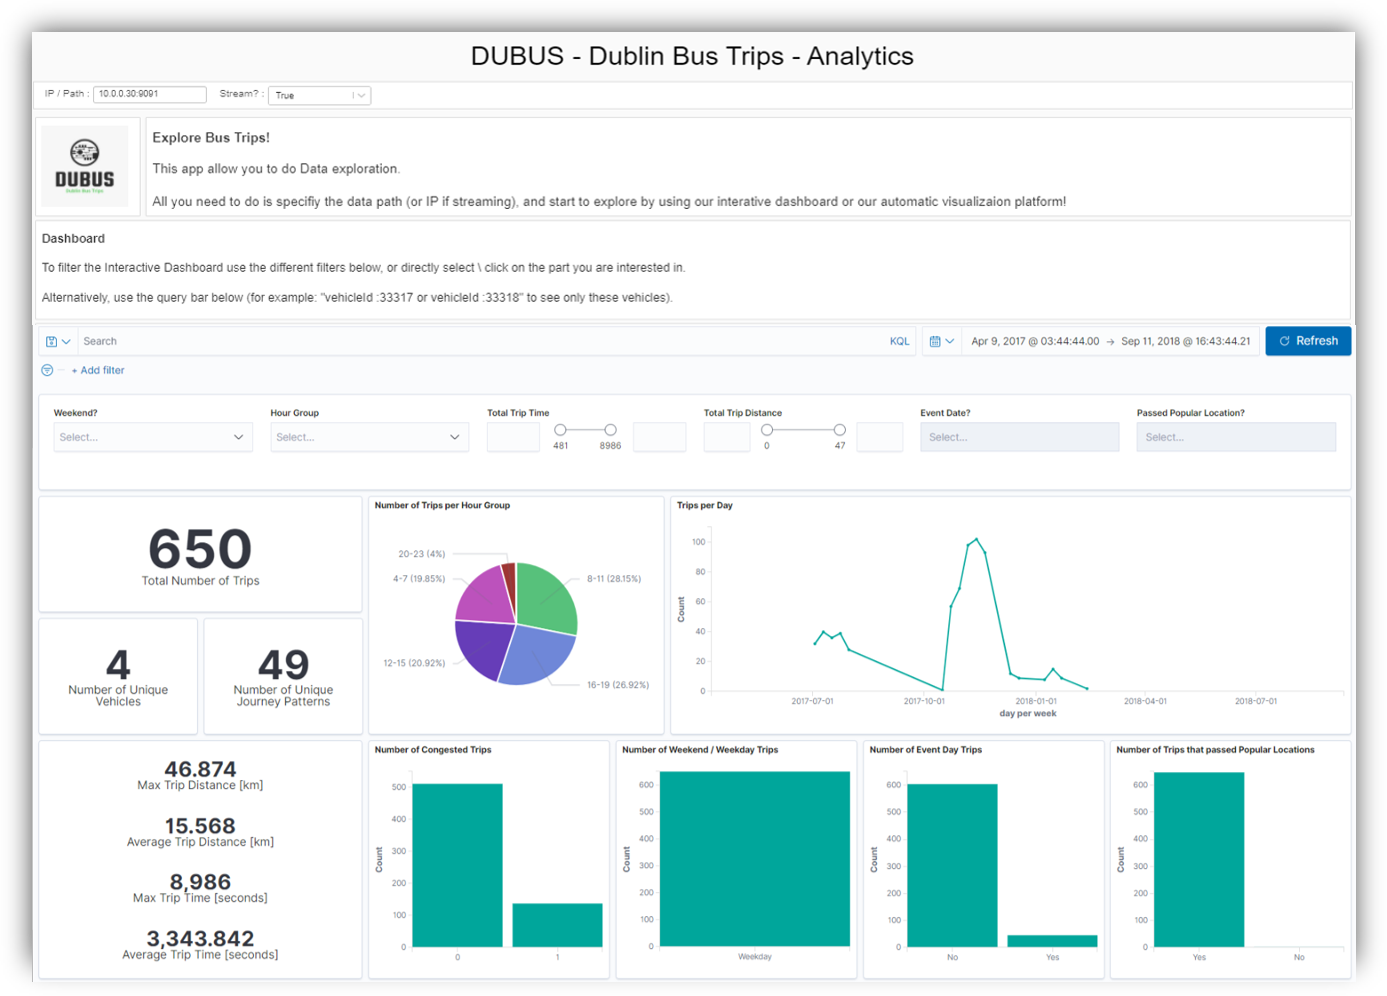 DUBUS - Dublin Bus Trips - Analytics
IP / Path : 10.0.0.30:9091 Stream? : True
DUBUS
Dublin Bus Trips
Explore Bus Trips!
This app allow you to do Data exploration.
All you need to do is specifiy the data path (or IP if streaming), and start to explore by using our interative dashboard or our automatic visualizaion platform!
Dashboard
To filter the Interactive Dashboard use the different filters below, or directly select \ click on the part you are interested in.
Alternatively, use the query bar below (for example: "vehicleId :33317 or vehicleId :33318" to see only these vehicles).
Search KQL Apr 9, 2017 @ 03:44:44.00 → Sep 11, 2018 @ 16:43:44.21 Refresh
+ Add filter
Weekend? Hour Group Total Trip Time Total Trip Distance Event Date? Passed Popular Location?
Select... Select... 481 8986 0 47 Select... Select...
650
Total Number of Trips
4
Number of Unique
Vehicles
49
Number of Unique
Journey Patterns
Number of Trips per Hour Group
20-23 (4%)
4-7 (19.85%)
8-11 (28.15%)
12-15 (20.92%)
16-19 (26.92%)
Trips per Day
Count
100
80
60
40
20
0
2017-07-01 2017-10-01 2018-01-01 2018-04-01 2018-07-01
day per week
46.874
Max Trip Distance [km]
15.568
Average Trip Distance [km]
8,986
Max Trip Time [seconds]
3,343.842
Average Trip Time [seconds]
Number of Congested Trips
Count
500
400
300
200
100
0
0 1
Number of Weekend / Weekday Trips
Count
600
500
400
300
200
100
0
Weekday
Number of Event Day Trips
Count
600
500
400
300
200
100
0
No Yes
Number of Trips that passed Popular Locations
Count
600
500
400
300
200
100
0
Yes No